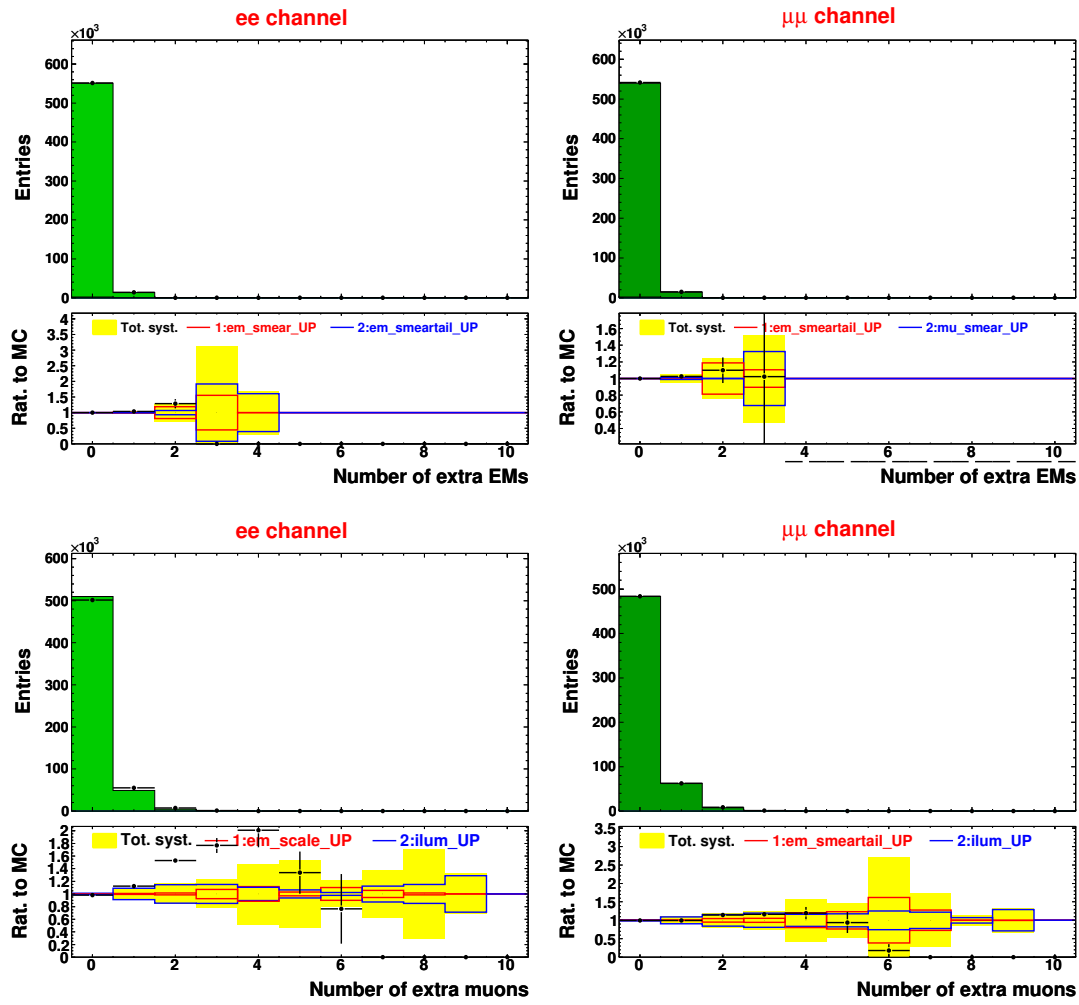 ee channel
×10³
600
500
400
300
200
100
0
Entries
4
3.5
3
2.5
2
1.5
1
0.5
0
Rat. to MC
Tot. syst. 1:em_smear_UP 2:em_smeartail_UP
0 2 4 6 8 10
Number of extra EMs
μμ channel
×10³
600
500
400
300
200
100
0
Entries
1.6
1.4
1.2
1
0.8
0.6
0.4
Rat. to MC
Tot. syst. 1:em_smeartail_UP 2:mu_smear_UP
0 2 4 6 8 10
Number of extra EMs
ee channel
×10³
600
500
400
300
200
100
0
Entries
2
1.8
1.6
1.4
1.2
1
0.8
0.6
0.4
0.2
0
Rat. to MC
Tot. syst. 1:em_scale_UP 2:ilum_UP
0 2 4 6 8 10
Number of extra muons
μμ channel
×10³
500
400
300
200
100
0
Entries
3.5
3
2.5
2
1.5
1
0.5
0
Rat. to MC
Tot. syst. 1:em_smeartail_UP 2:ilum_UP
0 2 4 6 8 10
Number of extra muons